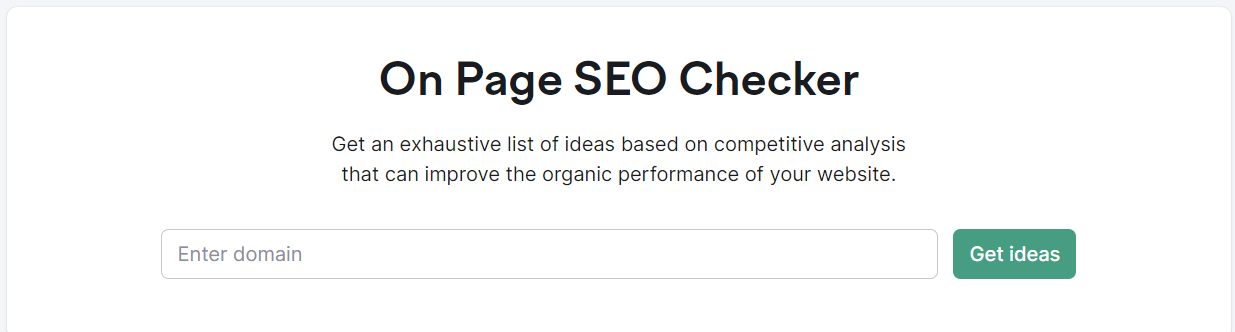 On Page SEO Checker
Get an exhaustive list of ideas based on competitive analysis
that can improve the organic performance of your website.
Enter domain
Get ideas